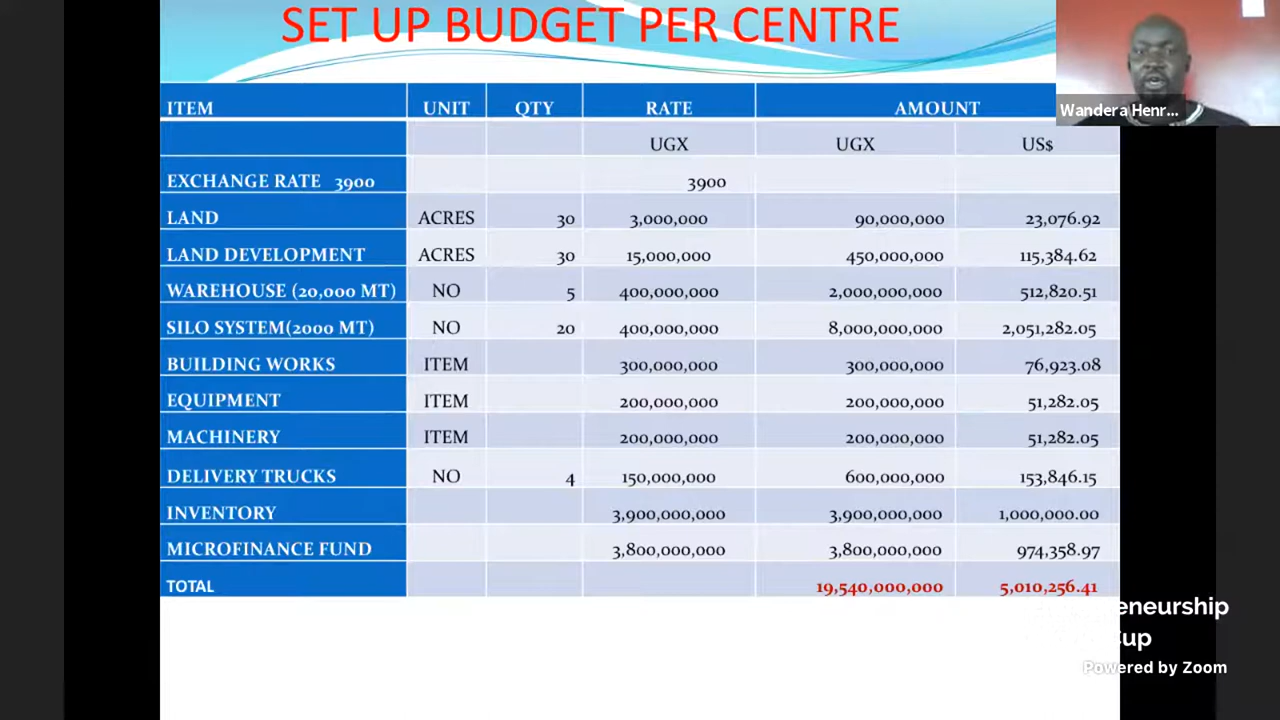 SET UP BUDGET PER CENTRE
Wandera Henr...
ITEM UNIT QTY RATE AMOUNT
UGX UGX US$
EXCHANGE RATE 3900 3900
LAND ACRES 30 3,000,000 90,000,000 23,076.92
LAND DEVELOPMENT ACRES 30 15,000,000 450,000,000 115,384.62
WAREHOUSE (20,000 MT) NO 5 400,000,000 2,000,000,000 512,820.51
SILO SYSTEM(2000 MT) NO 20 400,000,000 8,000,000,000 2,051,282.05
BUILDING WORKS ITEM 300,000,000 300,000,000 76,923.08
EQUIPMENT ITEM 200,000,000 200,000,000 51,282.05
MACHINERY ITEM 200,000,000 200,000,000 51,282.05
DELIVERY TRUCKS NO 4 150,000,000 600,000,000 153,846.15
INVENTORY 3,900,000,000 3,900,000,000 1,000,000.00
MICROFINANCE FUND 3,800,000,000 3,800,000,000 974,358.97
TOTAL 19,540,000,000 5,010,256.41
eneurship
up
Powered by Zoom